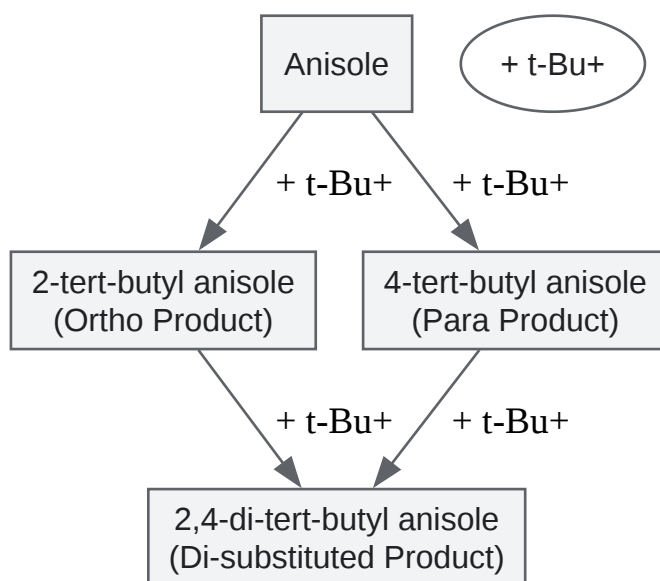 Anisole
+ t-Bu+
+ t-Bu+
+ t-Bu+
2-tert-butyl anisole
(Ortho Product)
4-tert-butyl anisole
(Para Product)
+ t-Bu+
+ t-Bu+
2,4-di-tert-butyl anisole
(Di-substituted Product)